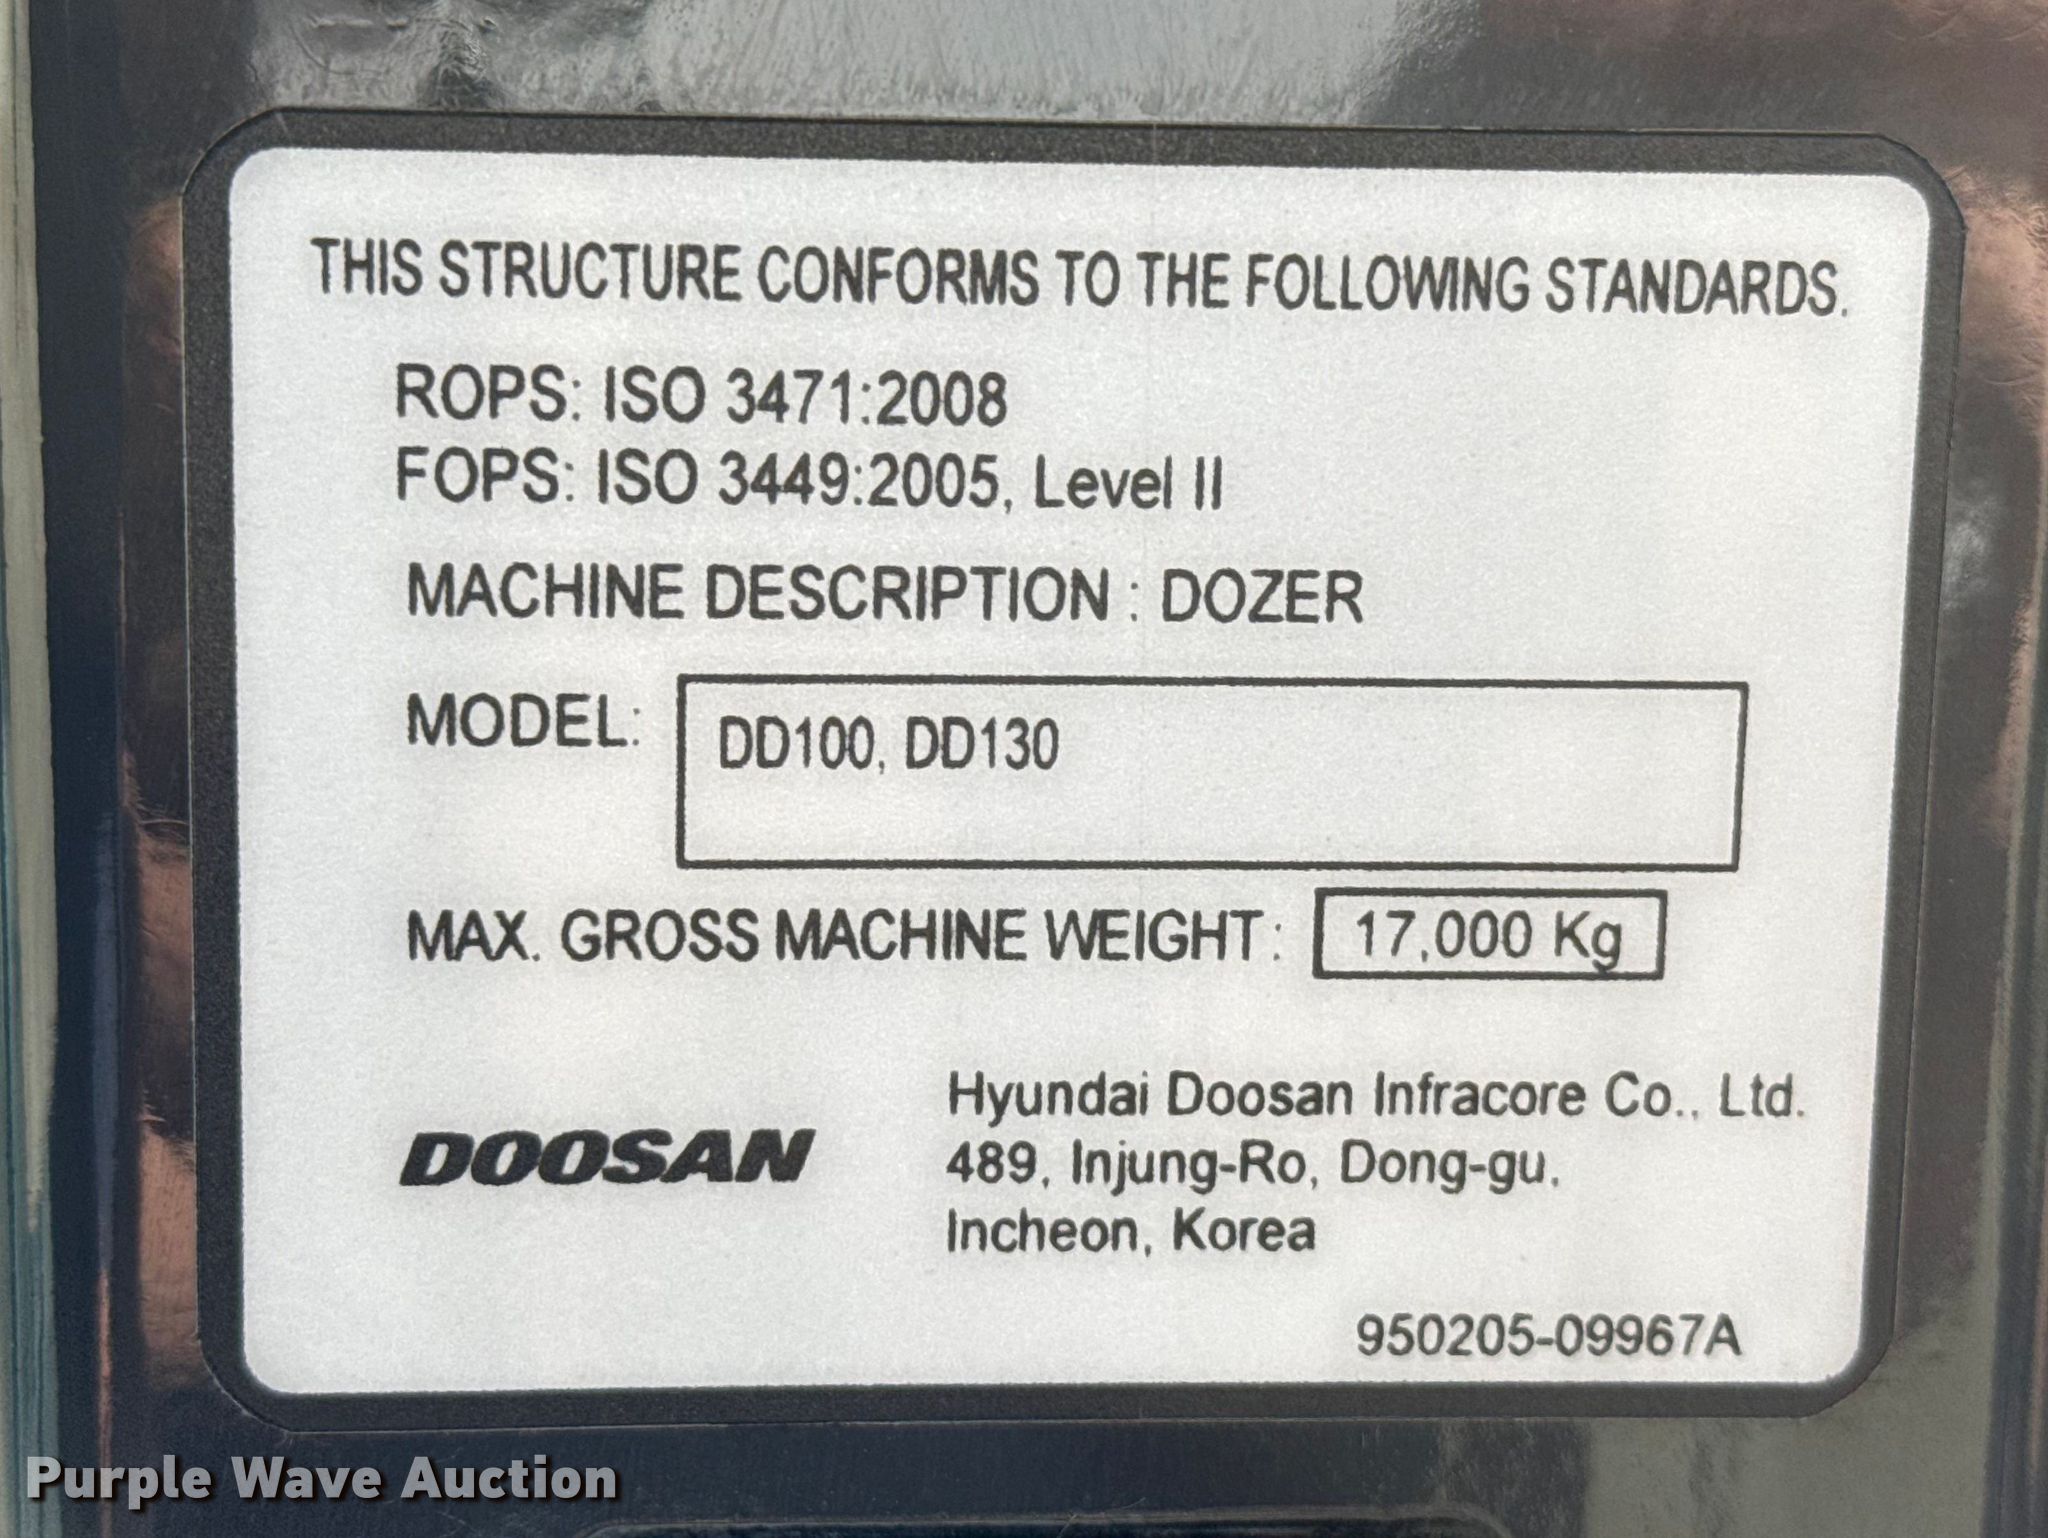 THIS STRUCTURE CONFORMS TO THE FOLLOWING STANDARDS.
ROPS: ISO 3471:2008
FOPS: ISO 3449:2005, Level II
MACHINE DESCRIPTION : DOZER
MODEL: DD100, DD130
MAX. GROSS MACHINE WEIGHT: 17,000 Kg
DOOSAN
Hyundai Doosan Infracore Co., Ltd.
489, Injung-Ro, Dong-gu,
Incheon, Korea
950205-09967A
Purple Wave Auction